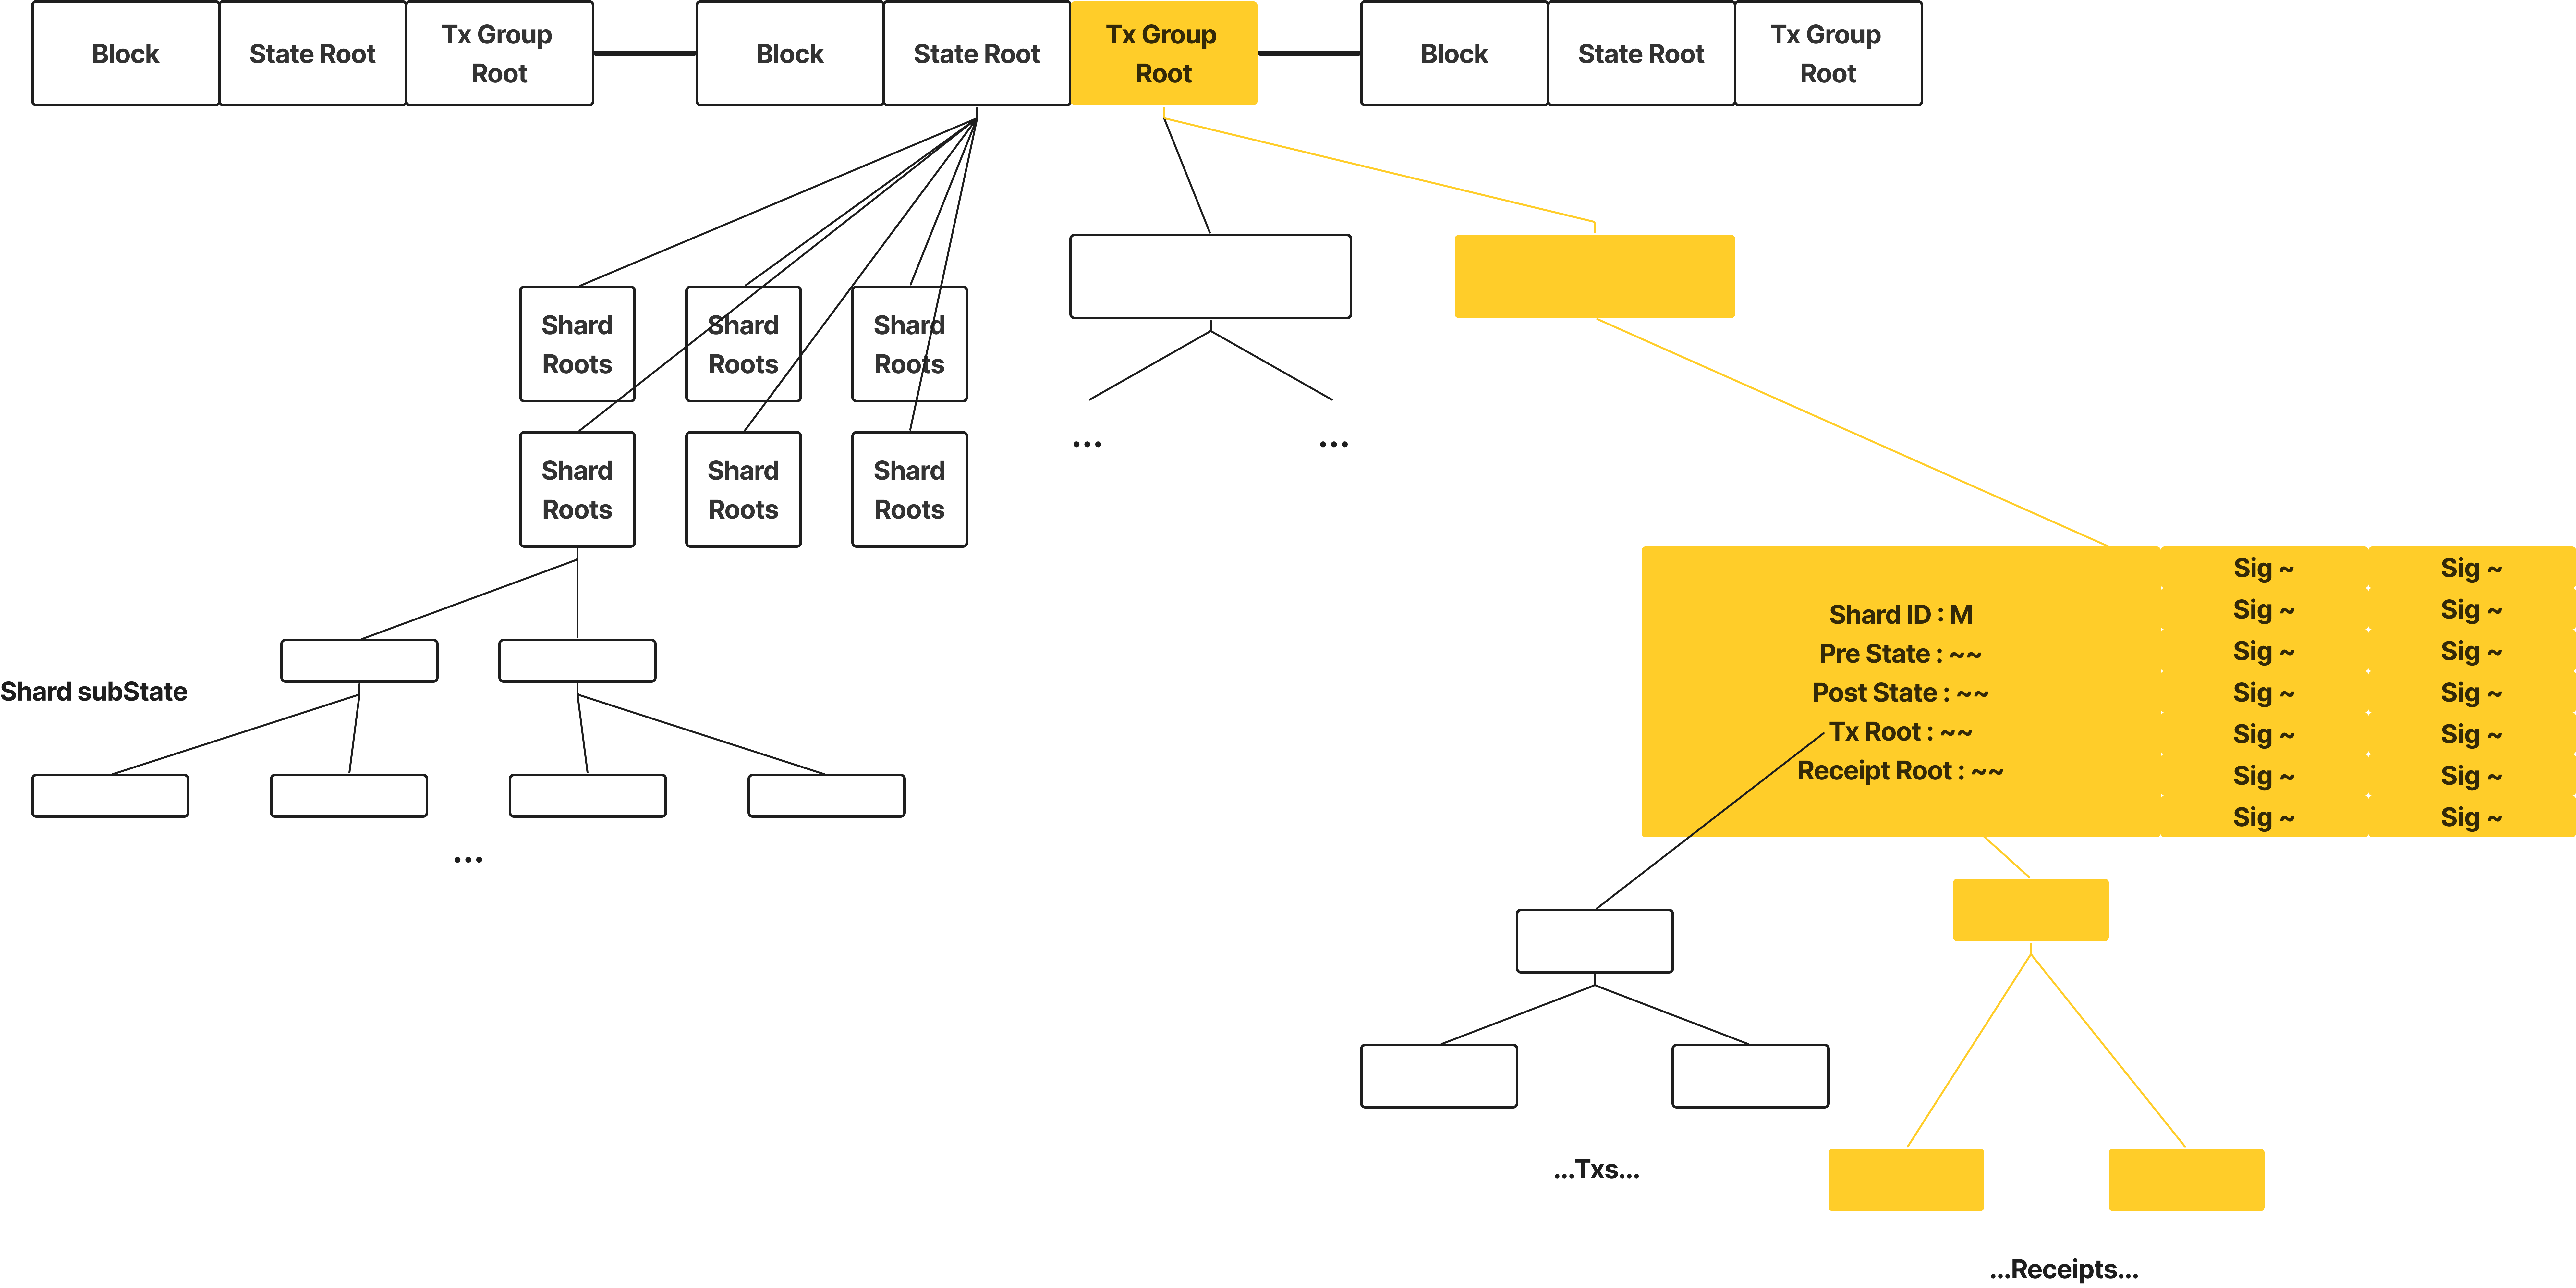 Block
State Root
Tx Group
Root
Block
State Root
Tx Group
Root
Block
State Root
Tx Group
Root
Shard
Roots
Shard
Roots
Shard
Roots
...
...
Shard
Roots
Shard
Roots
Shard
Roots
Shard subState
...
Shard ID : M
Pre State : ~~
Post State : ~~
Tx Root : ~~
Receipt Root : ~~
Sig ~
Sig ~
Sig ~
Sig ~
Sig ~
Sig ~
Sig ~
Sig ~
Sig ~
Sig ~
Sig ~
Sig ~
Sig ~
Sig ~
...Txs...
...Receipts...